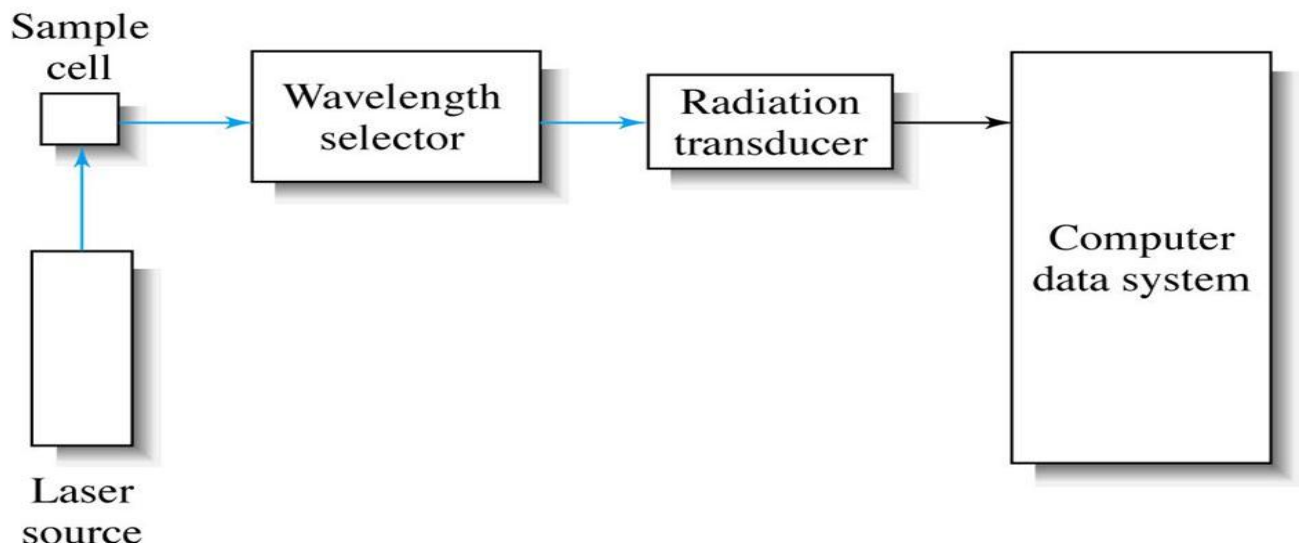 Sample
cell
Wavelength
selector
Radiation
transducer
Computer
data system
Laser
source